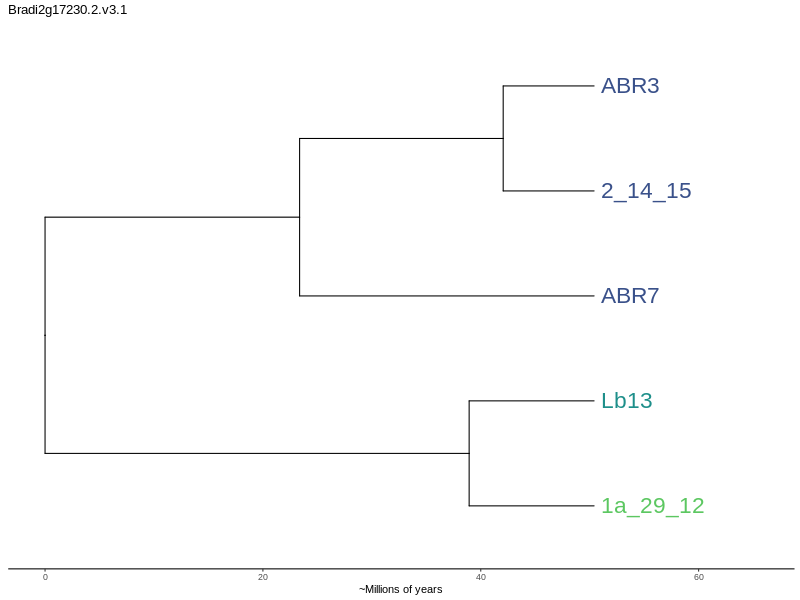 Bradi2g17230.2.v3.1
ABR3
2_14_15
ABR7
Lb13
1a_29_12
0 20 40 60
~Millions of years